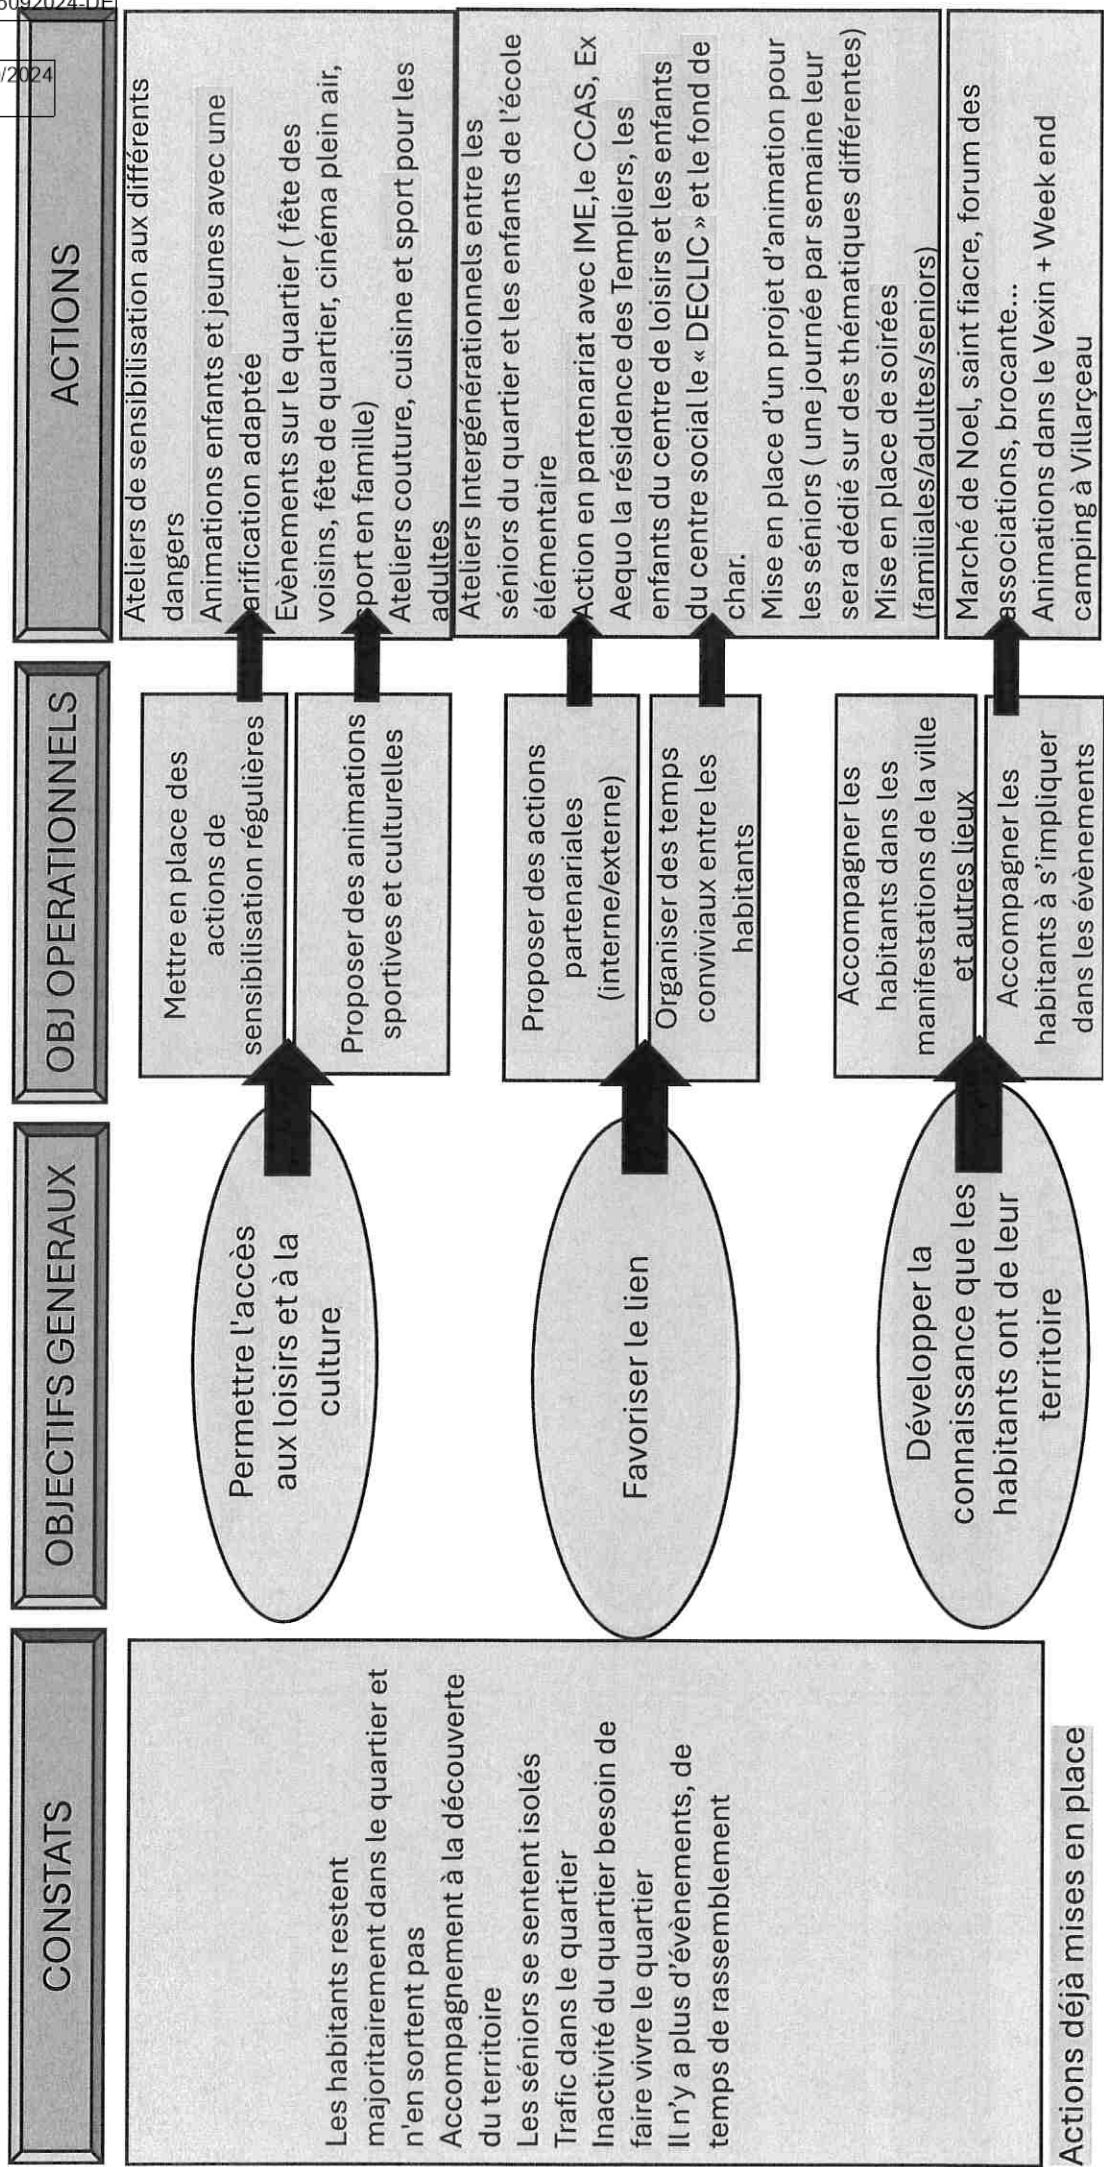 5092024-DE
/2024
CONSTATS
Les habitants restent
majoritairement dans le quartier et
n'en sortent pas
Accompagnement à la découverte
du territoire
Les séniors se sentent isolés
Trafic dans le quartier
Inactivité du quartier besoin de
faire vivre le quartier
Il n'y a plus d'évènements, de
temps de rassemblement
Actions déjà mises en place
OBJECTIFS GENERAUX
Permettre l'accès
aux loisirs et à la
culture
Favoriser le lien
Développer la
connaissance que les
habitants ont de leur
territoire
OBJ OPERATIONNELS
Mettre en place des
actions de
sensibilisation régulières
Proposer des animations
sportives et culturelles
Proposer des actions
partenariales
(interne/externe)
Organiser des temps
conviviaux entre les
habitants
Accompagner les
habitants dans les
manifestations de la ville
et autres lieux
Accompagner les
habitants à s'impliquer
dans les évènements
ACTIONS
Ateliers de sensibilisation aux différents
dangers
Animations enfants et jeunes avec une
arification adaptée
Evènements sur le quartier ( fête des
voisins, fête de quartier, cinéma plein air,
sport en famille)
Ateliers couture, cuisine et sport pour les
adultes
Ateliers Intergénérationnels entre les
séniors du quartier et les enfants de l'école
élémentaire
Action en partenariat avec IME,le CCAS, Ex
Aequo la résidence des Templiers, les
enfants du centre de loisirs et les enfants
du centre social le « DECLIC » et le fond de
char.
Mise en place d'un projet d'animation pour
les séniors ( une journée par semaine leur
sera dédié sur des thématiques différentes)
Mise en place de soirées
(familiales/adultes/seniors)
Marché de Noel, saint fiacre, forum des
associations, brocante...
Animations dans le Vexin + Week end
camping à Villarçeau